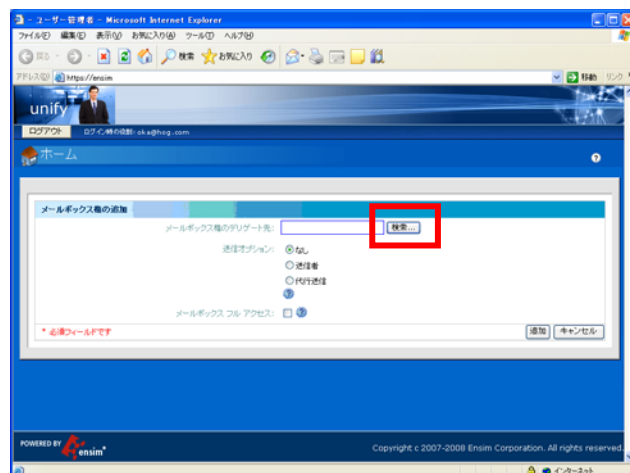 - ユーザー管理者 - Microsoft Internet Explorer
ファイル(F) 編集(E) 表示(V) お気に入り(A) ツール(T) ヘルプ(H)
戻る 検索 お気に入り
アドレス(D) https://ensim 移動 リンク
unify
ログアウト ログイン時の役割: oka@hog.com
ホーム
メールボックス権の追加
メールボックス権のデリゲート先: 検索...
送信オプション: なし
送信者
代行送信
メールボックス フル アクセス:
* 必須フィールドです 追加 キャンセル
POWERED BY ensim
Copyright c 2007-2008 Ensim Corporation. All rights reserved.
インターネット